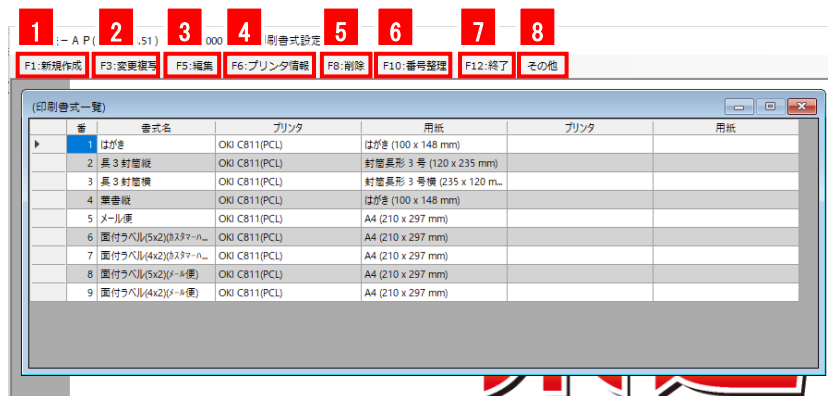 1 2 3 4 5 6 7 8
－ＡＰ( .51) 000 印刷書式設定
F1:新規作成 F3:変更複写 F5:編集 F6:プリンタ情報 F8:削除 F10:番号整理 F12:終了 その他
(印刷書式一覧)
番 書式名 プリンタ 用紙 プリンタ 用紙
1 はがき OKI C811(PCL) はがき (100 x 148 mm)
2 長３封筒縦 OKI C811(PCL) 封筒長形 3 号 (120 x 235 mm)
3 長３封筒横 OKI C811(PCL) 封筒長形 3 号横 (235 x 120 m...
4 葉書縦 OKI C811(PCL) はがき (100 x 148 mm)
5 メール便 OKI C811(PCL) A4 (210 x 297 mm)
6 面付ラベル(5x2)(ｶｽﾀﾏｰﾊ... OKI C811(PCL) A4 (210 x 297 mm)
7 面付ラベル(4x2)(ｶｽﾀﾏｰﾊ... OKI C811(PCL) A4 (210 x 297 mm)
8 面付ラベル(5x2)(ﾒｰﾙ便) OKI C811(PCL) A4 (210 x 297 mm)
9 面付ラベル(4x2)(ﾒｰﾙ便) OKI C811(PCL) A4 (210 x 297 mm)